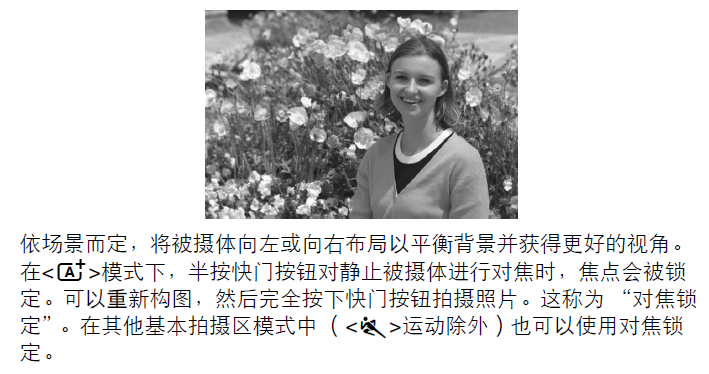 依场景而定，将被摄体向左或向右布局以平衡背景并获得更好的视角。
在<A+>模式下，半按快门按钮对静止被摄体进行对焦时，焦点会被锁
定。可以重新构图，然后完全按下快门按钮拍摄照片。这称为“对焦锁
定”。在其他基本拍摄区模式中（< >运动除外）也可以使用对焦锁
定。